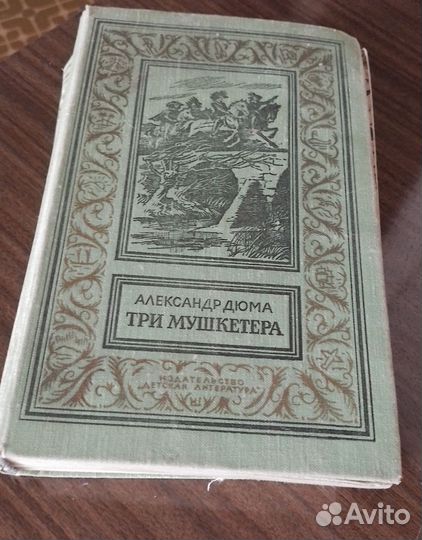 АЛЕКСАНДР ДЮМА
ТРИ МУШКЕТЕРА
ИЗДАТЕЛЬСТВО
"ДЕТСКАЯ ЛИТЕРАТУРА"
Avito